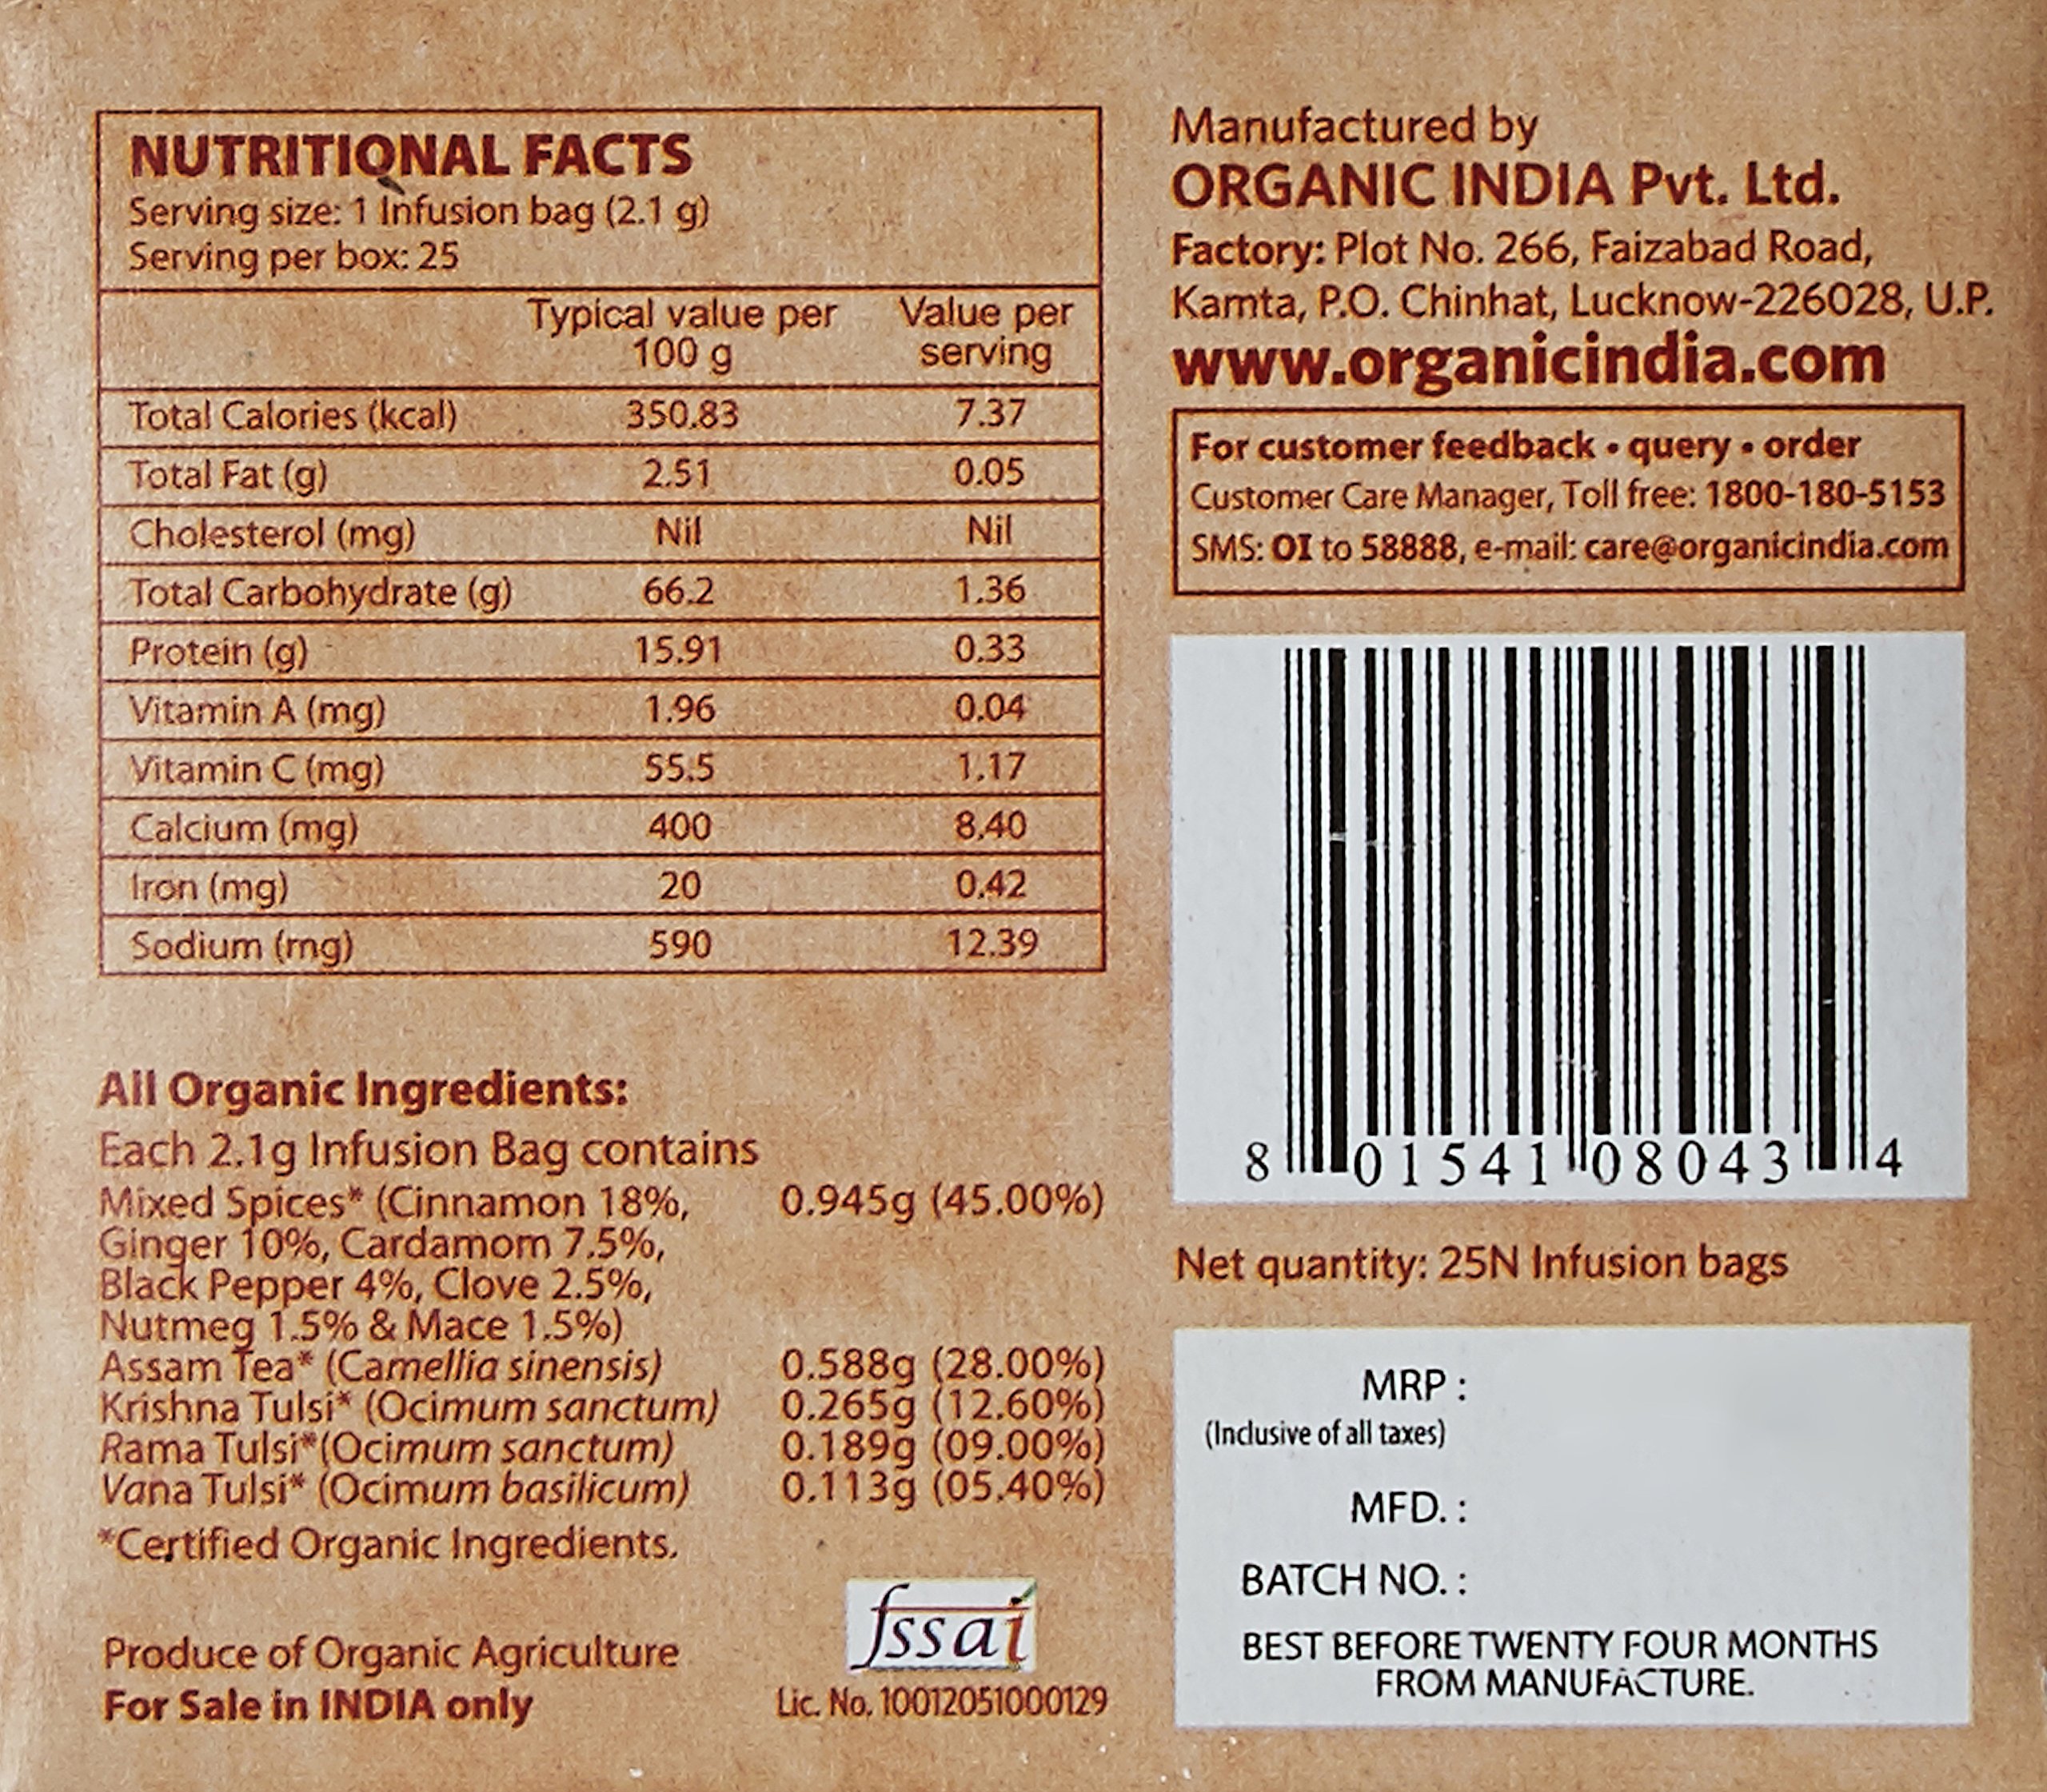 NUTRITIONAL FACTS
Serving size: 1 Infusion bag (2.1 g)
Serving per box: 25
Typical value per 100 g Value per serving
Total Calories (kcal) 350.83 7.37
Total Fat (g) 2.51 0.05
Cholesterol (mg) Nil Nil
Total Carbohydrate (g) 66.2 1.36
Protein (g) 15.91 0.33
Vitamin A (mg) 1.96 0.04
Vitamin C (mg) 55.5 1.17
Calcium (mg) 400 8.40
Iron (mg) 20 0.42
Sodium (mg) 590 12.39
All Organic Ingredients:
Each 2.1g Infusion Bag contains
Mixed Spices* (Cinnamon 18%, 0.945g (45.00%)
Ginger 10%, Cardamom 7.5%,
Black Pepper 4%, Clove 2.5%,
Nutmeg 1.5% & Mace 1.5%)
Assam Tea* (Camellia sinensis) 0.588g (28.00%)
Krishna Tulsi* (Ocimum sanctum) 0.265g (12.60%)
Rama Tulsi*(Ocimum sanctum) 0.189g (09.00%)
Vana Tulsi* (Ocimum basilicum) 0.113g (05.40%)
*Certified Organic Ingredients.
Produce of Organic Agriculture
For Sale in INDIA only
fssai
Lic. No. 10012051000129
Manufactured by
ORGANIC INDIA Pvt. Ltd.
Factory: Plot No. 266, Faizabad Road,
Kamta, P.O. Chinhat, Lucknow-226028, U.P.
www.organicindia.com
For customer feedback • query • order
Customer Care Manager, Toll free: 1800-180-5153
SMS: OI to 58888, e-mail: care@organicindia.com
8 01541 08043 4
Net quantity: 25N Infusion bags
MRP :
(Inclusive of all taxes)
MFD. :
BATCH NO. :
BEST BEFORE TWENTY FOUR MONTHS
FROM MANUFACTURE.